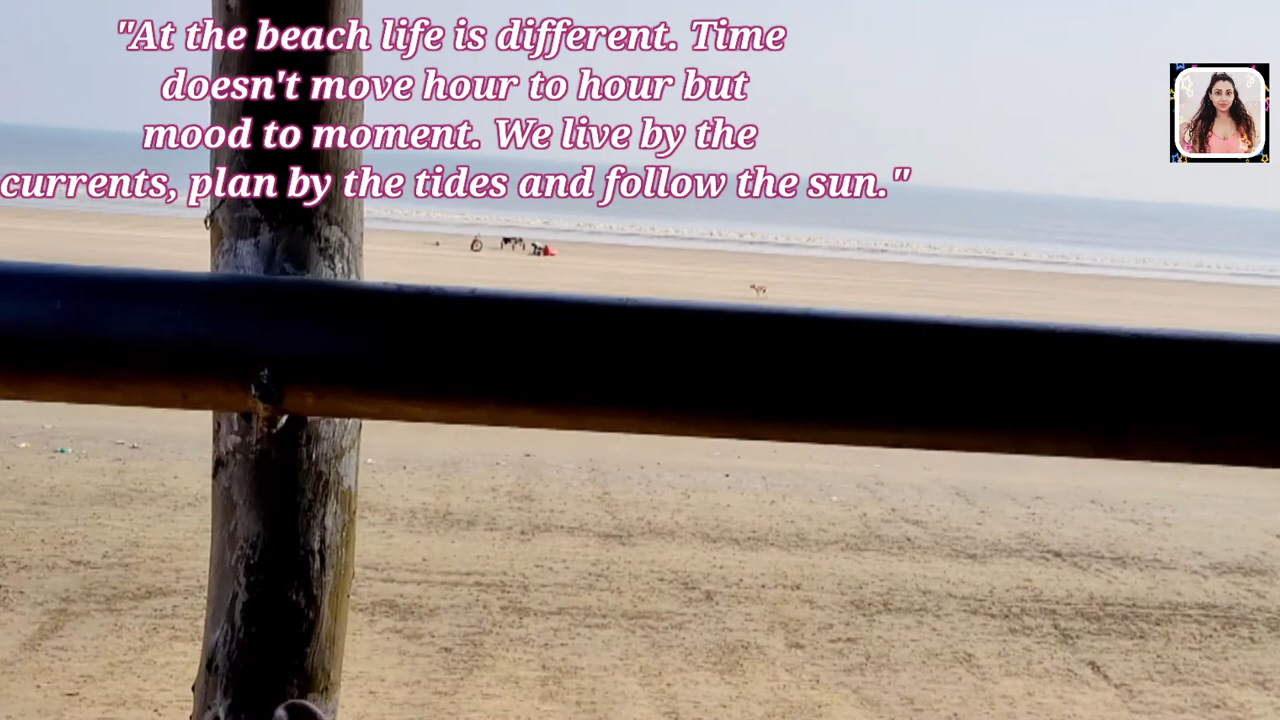 "At the beach life is different. Time
doesn't move hour to hour but
mood to moment. We live by the
currents, plan by the tides and follow the sun."